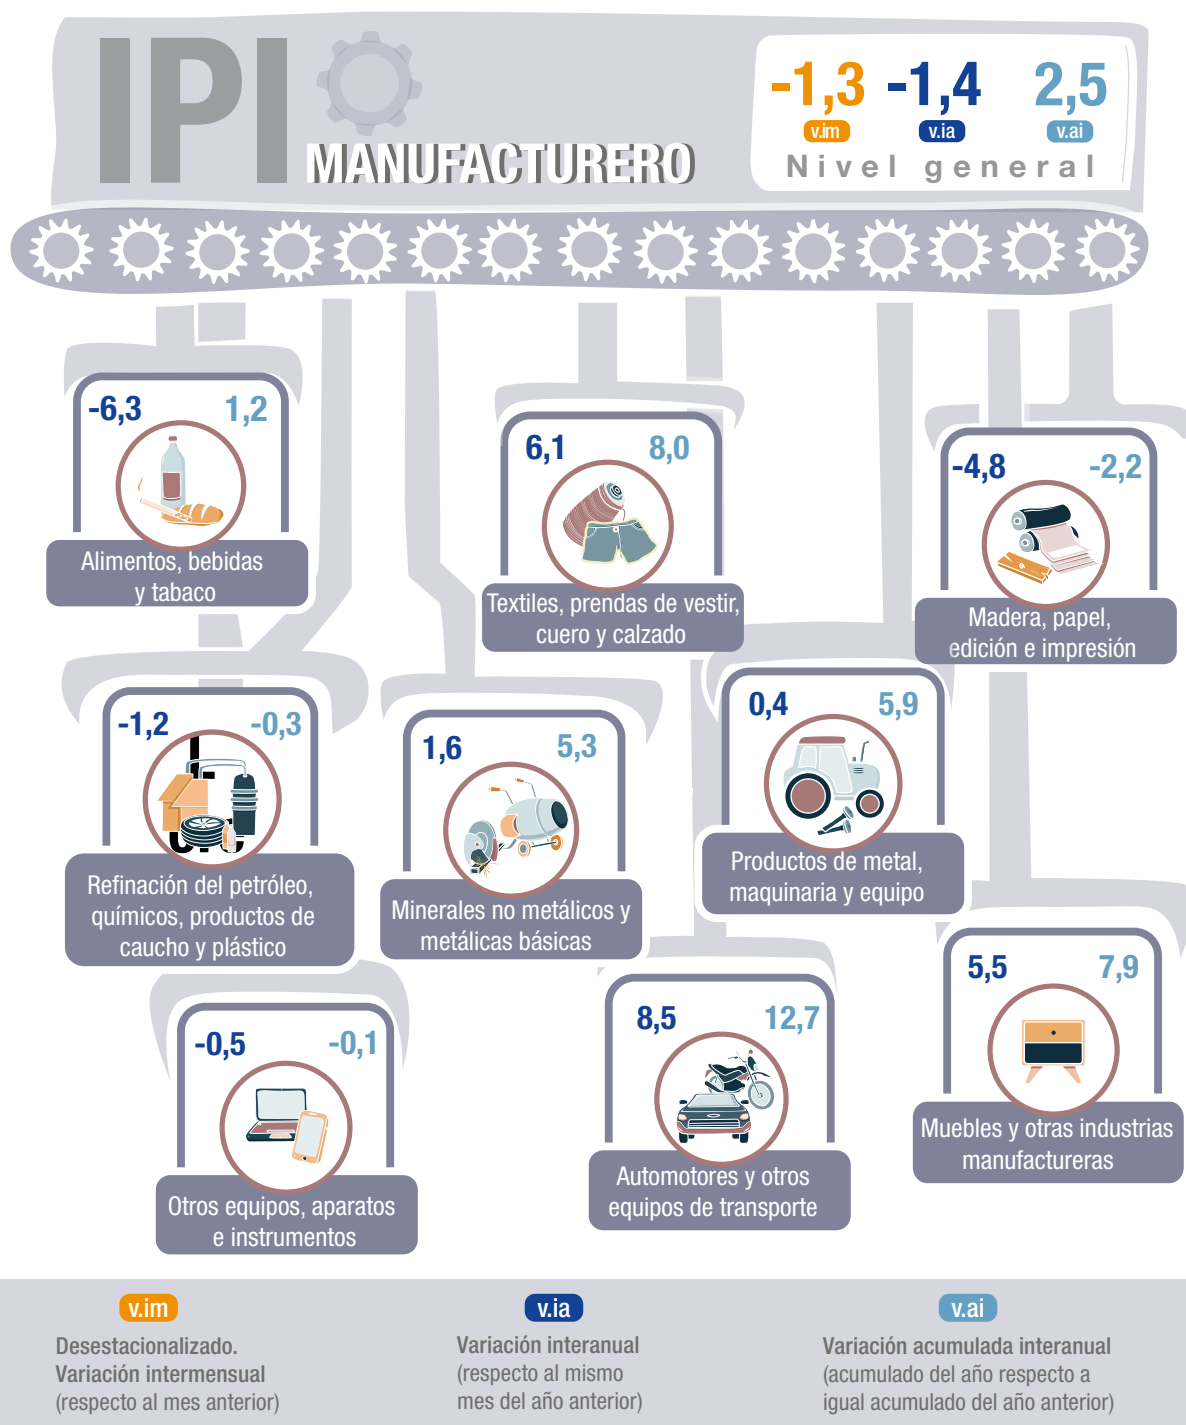 IPI
MANUFACTURERO
-1,3 -1,4 2,5
v.im v.ia v.ai
Nivel general
-6,3 1,2
Alimentos, bebidas
y tabaco
6,1 8,0
Textiles, prendas de vestir,
cuero y calzado
-4,8 -2,2
Madera, papel,
edición e impresión
-1,2 -0,3
Refinación del petróleo,
químicos, productos de
caucho y plástico
1,6 5,3
Minerales no metálicos y
metálicas básicas
0,4 5,9
Productos de metal,
maquinaria y equipo
-0,5 -0,1
Otros equipos, aparatos
e instrumentos
8,5 12,7
Automotores y otros
equipos de transporte
5,5 7,9
Muebles y otras industrias
manufactureras
v.im
Desestacionalizado.
Variación intermensual
(respecto al mes anterior)
v.ia
Variación interanual
(respecto al mismo
mes del año anterior)
v.ai
Variación acumulada interanual
(acumulado del año respecto a
igual acumulado del año anterior)